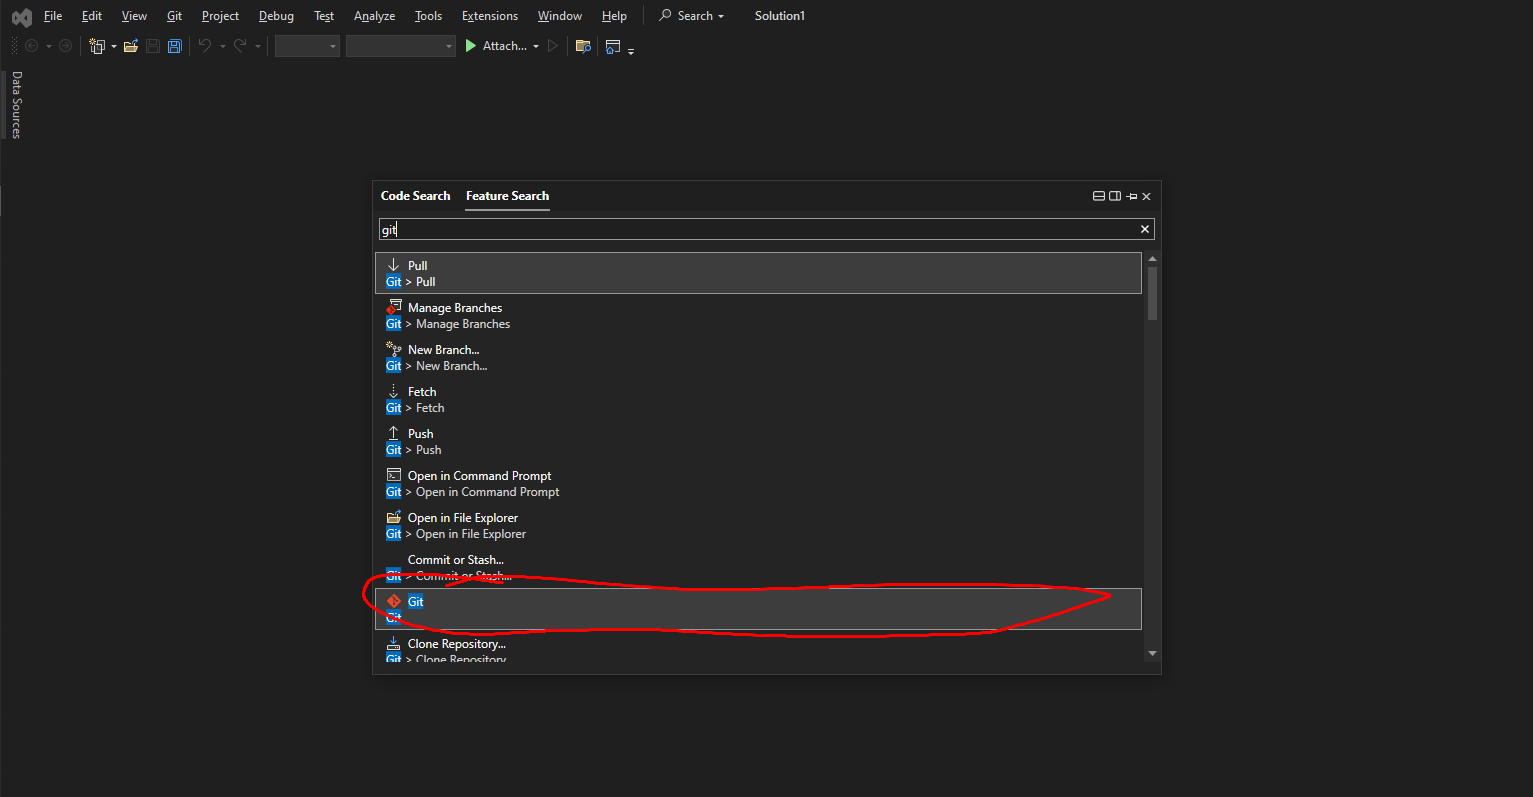 File Edit View Git Project Debug Test Analyze Tools Extensions Window Help Search Solution1
Attach...
Data Sources
Code Search Feature Search
git
Pull
Git > Pull
Manage Branches
Git > Manage Branches
New Branch...
Git > New Branch...
Fetch
Git > Fetch
Push
Git > Push
Open in Command Prompt
Git > Open in Command Prompt
Open in File Explorer
Git > Open in File Explorer
Commit or Stash...
Git > Commit or Stash...
Git
Git
Clone Repository...
Git > Clone Repository